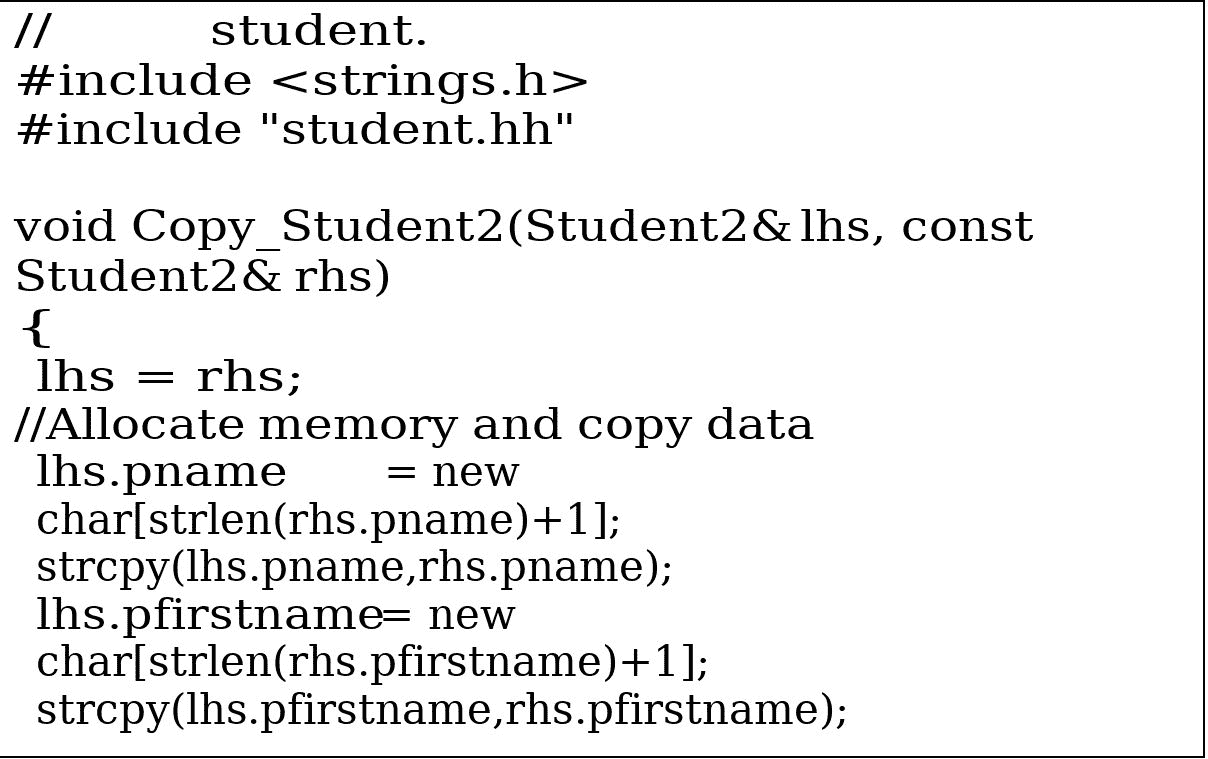 // student.
#include <strings.h>
#include "student.hh"
void Copy_Student2(Student2& lhs, const
Student2& rhs)
{
lhs = rhs;
//Allocate memory and copy data
lhs.pname = new
char[strlen(rhs.pname)+1];
strcpy(lhs.pname,rhs.pname);
lhs.pfirstname= new
char[strlen(rhs.pfirstname)+1];
strcpy(lhs.pfirstname,rhs.pfirstname);